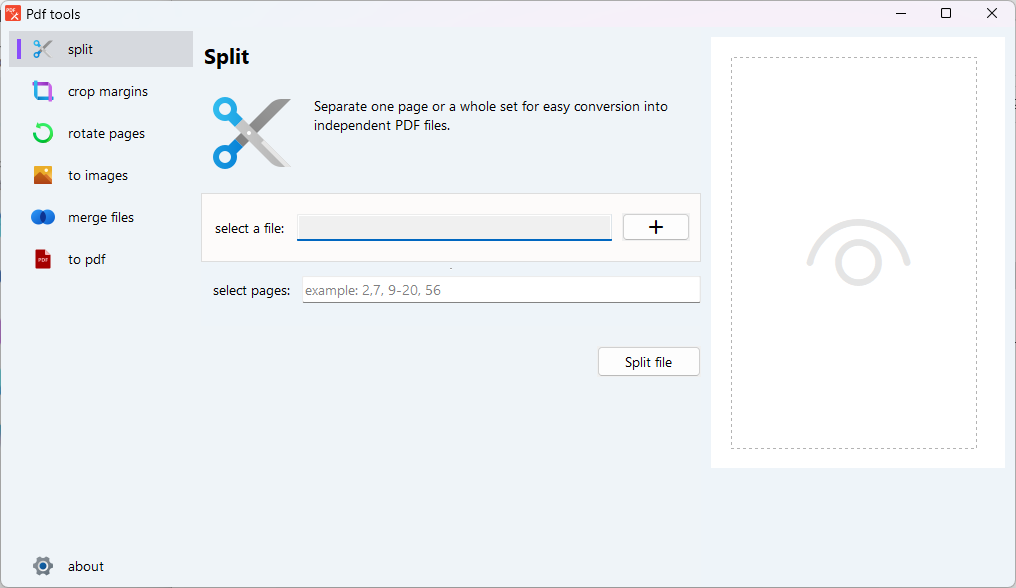 Pdf tools
split
crop margins
rotate pages
to images
merge files
to pdf
about
Split
Separate one page or a whole set for easy conversion into
independent PDF files.
select a file:
+
select pages:
example: 2,7, 9-20, 56
Split file